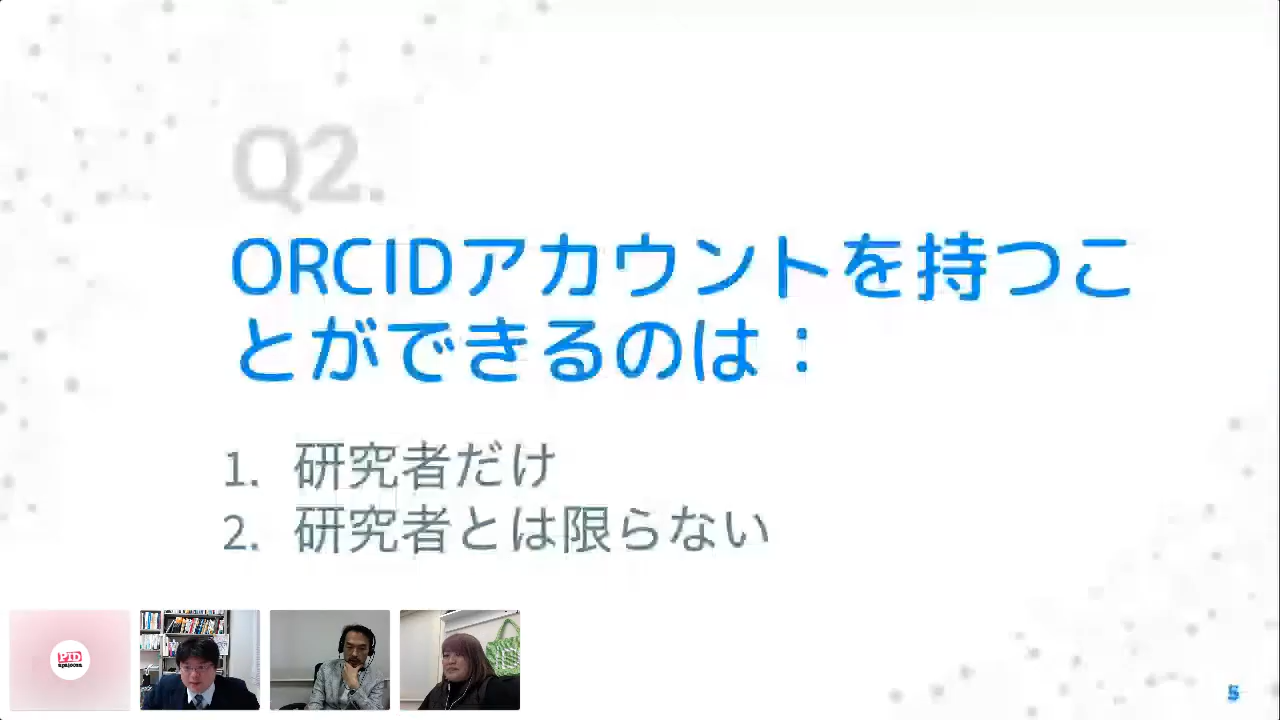 Q2.
ORCIDアカウントを持つこ
とができるのは：
1. 研究者だけ
2. 研究者とは限らない
PID
apalooza
5